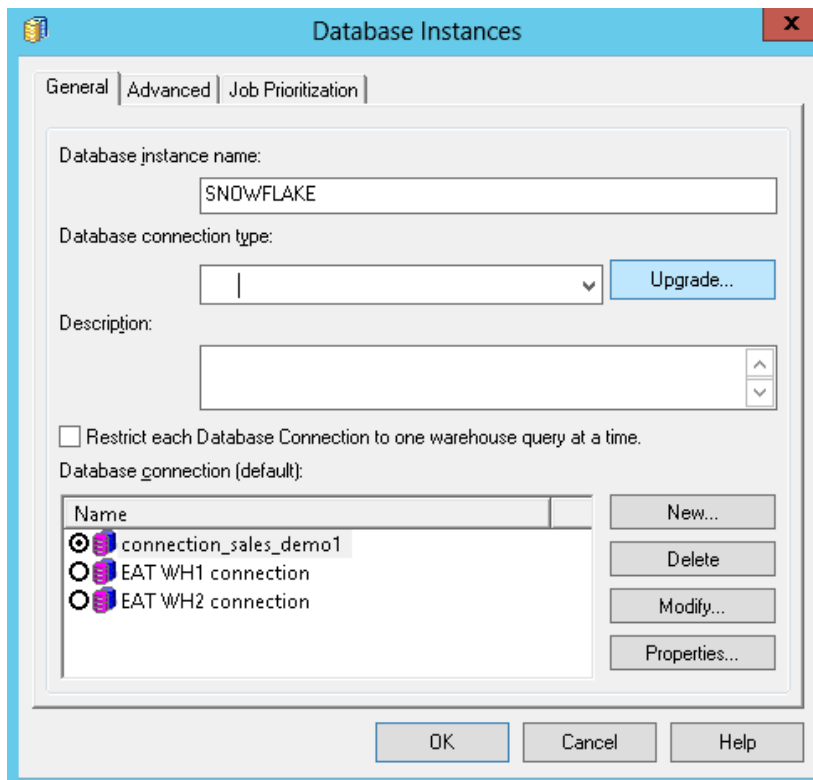 Database Instances
x
General Advanced Job Prioritization
Database instance name:
SNOWFLAKE
Database connection type:
Upgrade...
Description:
Restrict each Database Connection to one warehouse query at a time.
Database connection (default):
Name
New...
connection_sales_demo1
EAT WH1 connection
Delete
EAT WH2 connection
Modify...
Properties...
OK Cancel Help